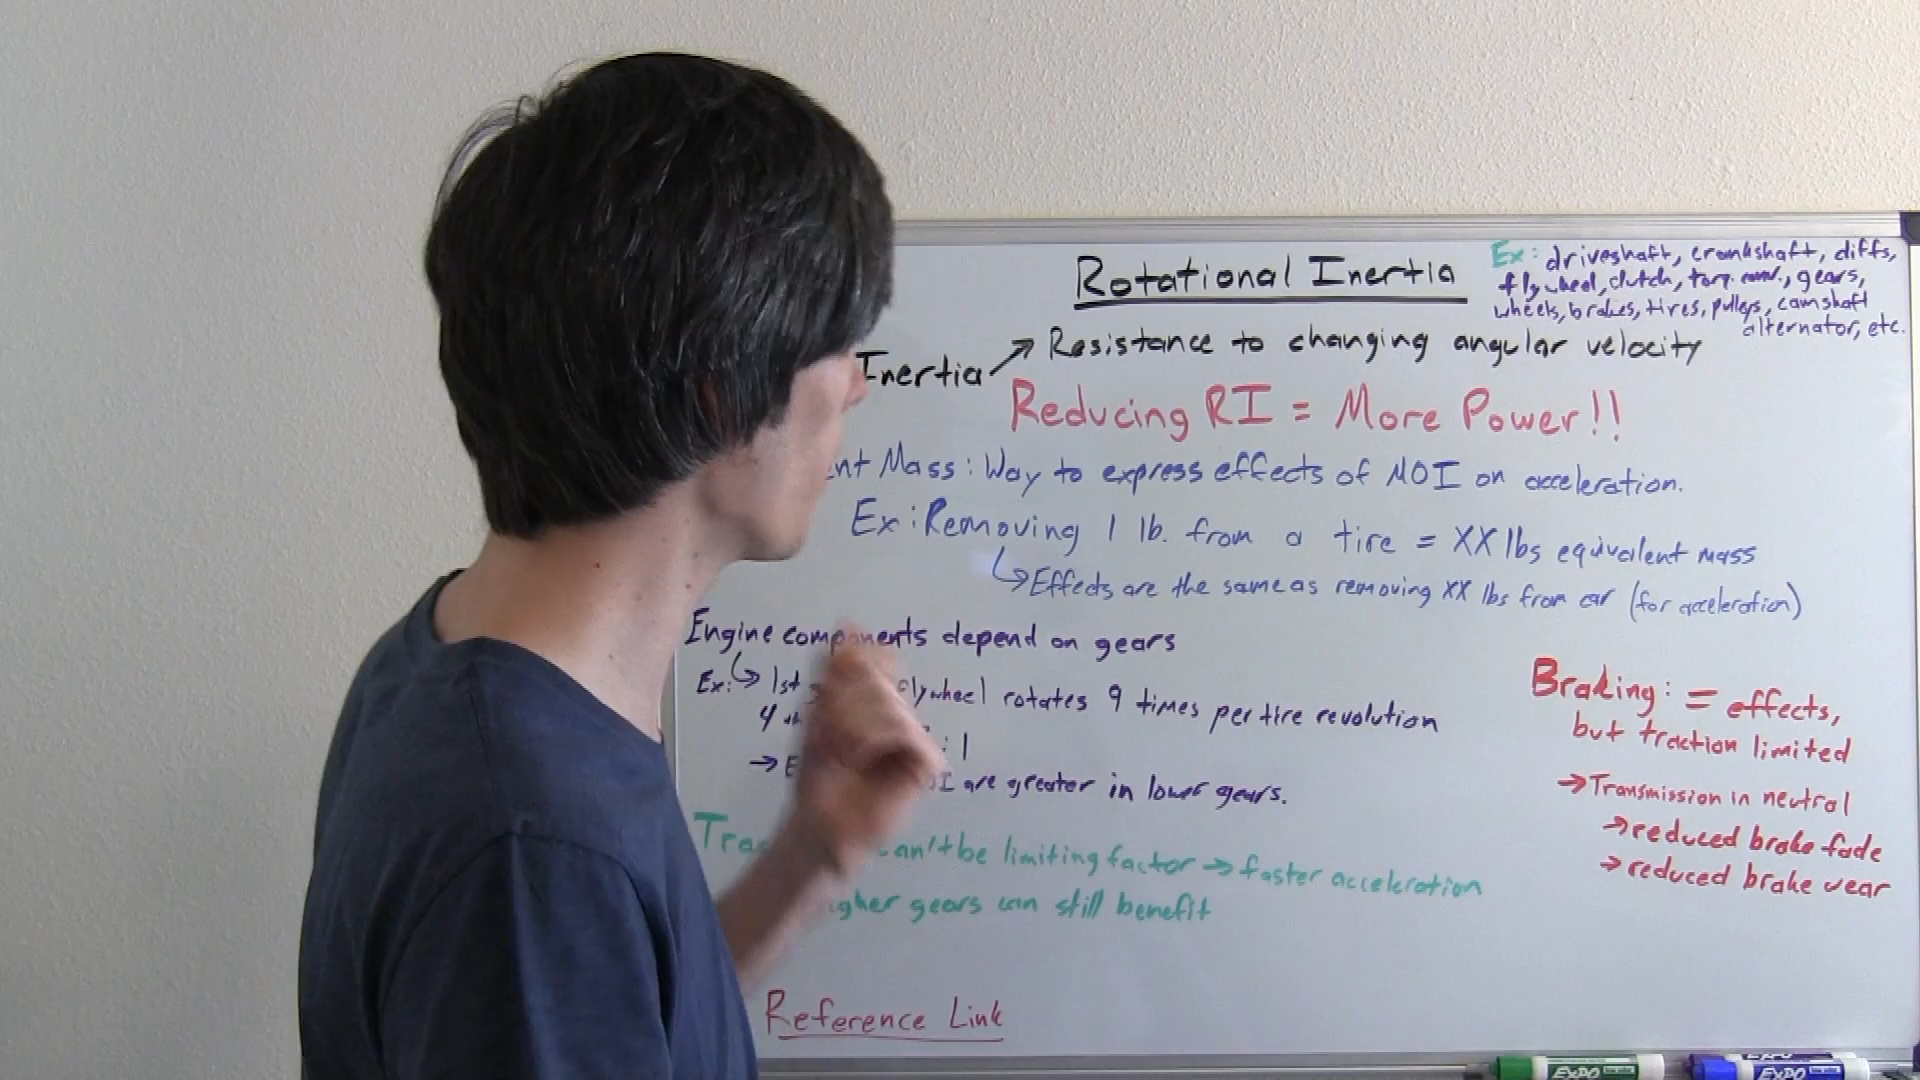 Rotational Inertia
Ex: driveshaft, crankshaft, diffs,
flywheel, clutch, torq. conv., gears,
wheels, brakes, tires, pulleys, camshaft
alternator, etc.
Inertia → Resistance to changing angular velocity
Reducing RI = More Power!!
Mass: Way to express effects of MOI on acceleration.
Ex: Removing 1 lb. from a tire = XX lbs equivalent mass
↳ Effects are the same as removing XX lbs from car (for acceleration)
Engine components depend on gears
Ex: ↳ 1st flywheel rotates 9 times per tire revolution
4th : 1
→ are greater in lower gears.
can't be limiting factor → faster acceleration
gears can still benefit
Braking: = effects,
but traction limited
→ Transmission in neutral
→ reduced brake fade
→ reduced brake wear
Reference Link
EXPO
EXPO